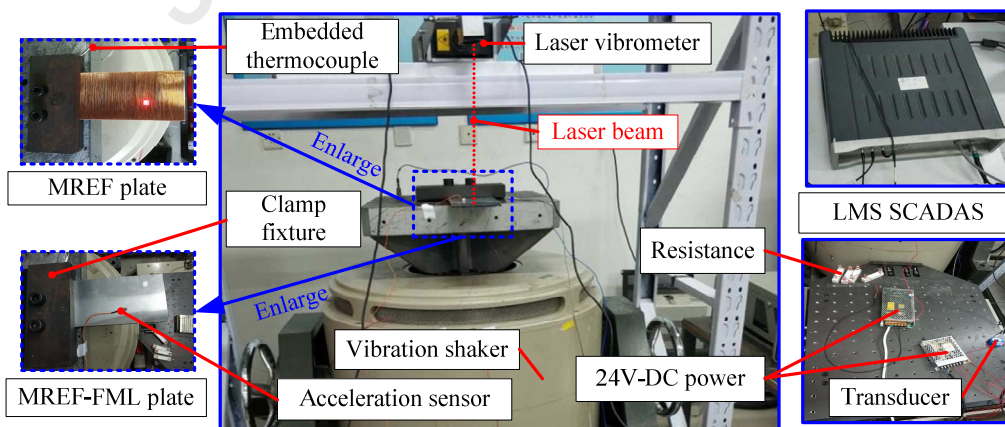 Embedded
thermocouple
Laser vibrometer
Laser beam
Enlarge
MREF plate
Clamp
fixture
LMS SCADAS
Resistance
Enlarge
Vibration shaker
24V-DC power
MREF-FML plate
Acceleration sensor
Transducer